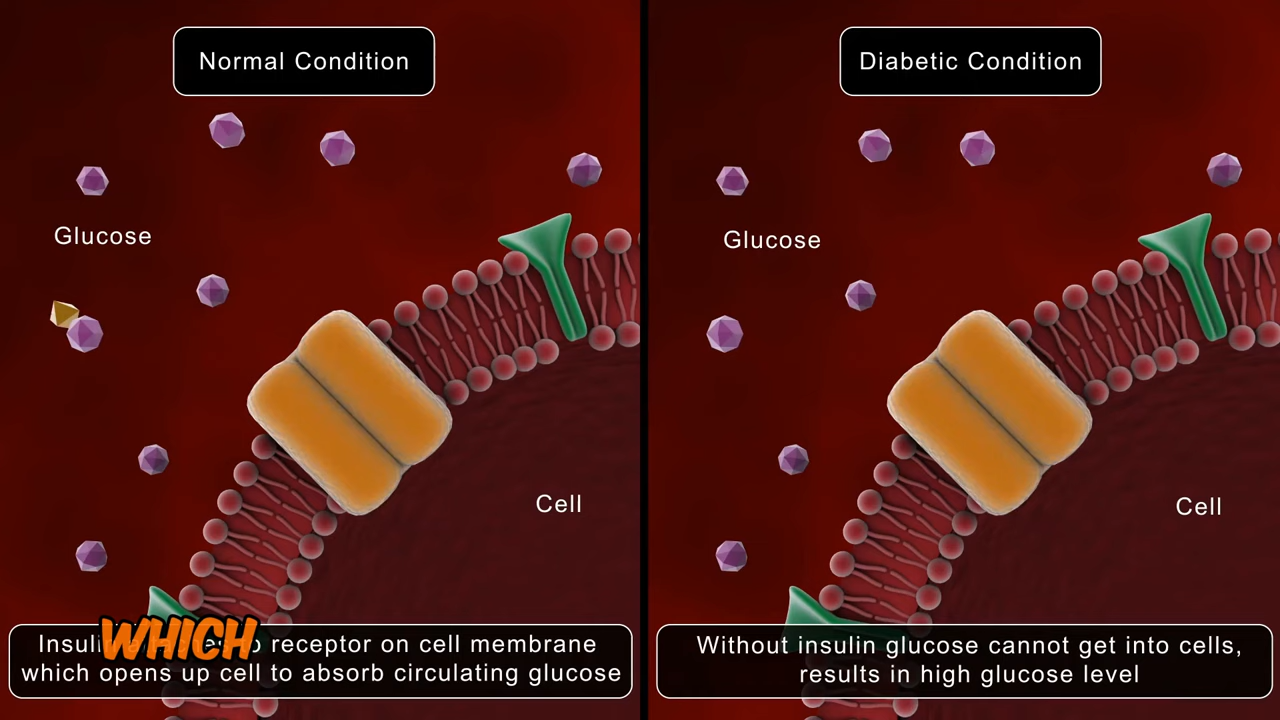 Normal Condition
Diabetic Condition
Glucose
Glucose
Cell
Cell
receptor on cell membrane
which opens up cell to absorb circulating glucose
WHICH
Without insulin glucose cannot get into cells,
results in high glucose level